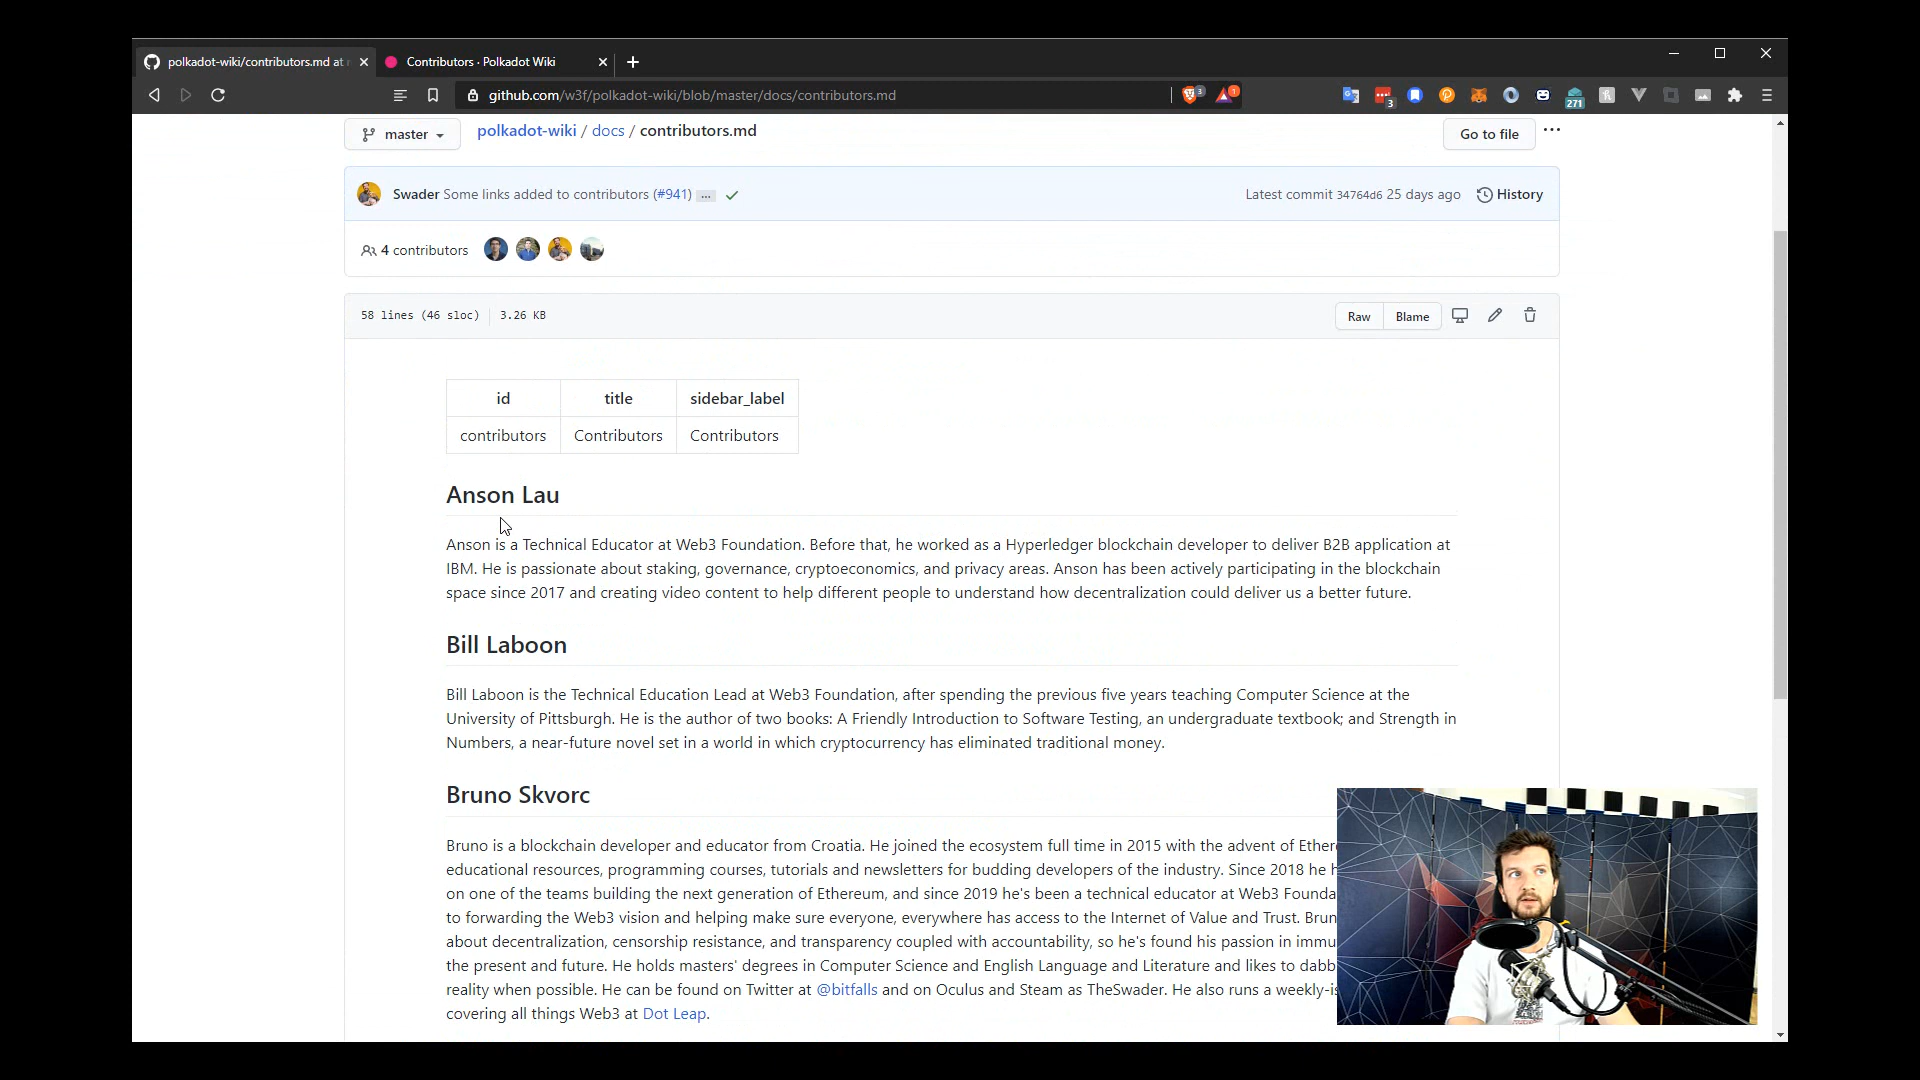 polkadot-wiki/contributors.md at
Contributors · Polkadot Wiki
github.com/w3f/polkadot-wiki/blob/master/docs/contributors.md
3
1
3
271
master
polkadot-wiki / docs / contributors.md
Go to file
Swader Some links added to contributors (#941) ...
Latest commit 34764d6 25 days ago
History
4 contributors
58 lines (46 sloc) 3.26 KB
Raw
Blame
id title sidebar_label
contributors Contributors Contributors
Anson Lau
Anson is a Technical Educator at Web3 Foundation. Before that, he worked as a Hyperledger blockchain developer to deliver B2B application at
IBM. He is passionate about staking, governance, cryptoeconomics, and privacy areas. Anson has been actively participating in the blockchain
space since 2017 and creating video content to help different people to understand how decentralization could deliver us a better future.
Bill Laboon
Bill Laboon is the Technical Education Lead at Web3 Foundation, after spending the previous five years teaching Computer Science at the
University of Pittsburgh. He is the author of two books: A Friendly Introduction to Software Testing, an undergraduate textbook; and Strength in
Numbers, a near-future novel set in a world in which cryptocurrency has eliminated traditional money.
Bruno Skvorc
Bruno is a blockchain developer and educator from Croatia. He joined the ecosystem full time in 2015 with the advent of Ether
educational resources, programming courses, tutorials and newsletters for budding developers of the industry. Since 2018 he h
on one of the teams building the next generation of Ethereum, and since 2019 he's been a technical educator at Web3 Founda
to forwarding the Web3 vision and helping make sure everyone, everywhere has access to the Internet of Value and Trust. Brun
about decentralization, censorship resistance, and transparency coupled with accountability, so he's found his passion in immu
the present and future. He holds masters' degrees in Computer Science and English Language and Literature and likes to dabb
reality when possible. He can be found on Twitter at @bitfalls and on Oculus and Steam as TheSwader. He also runs a weekly-is
covering all things Web3 at Dot Leap.